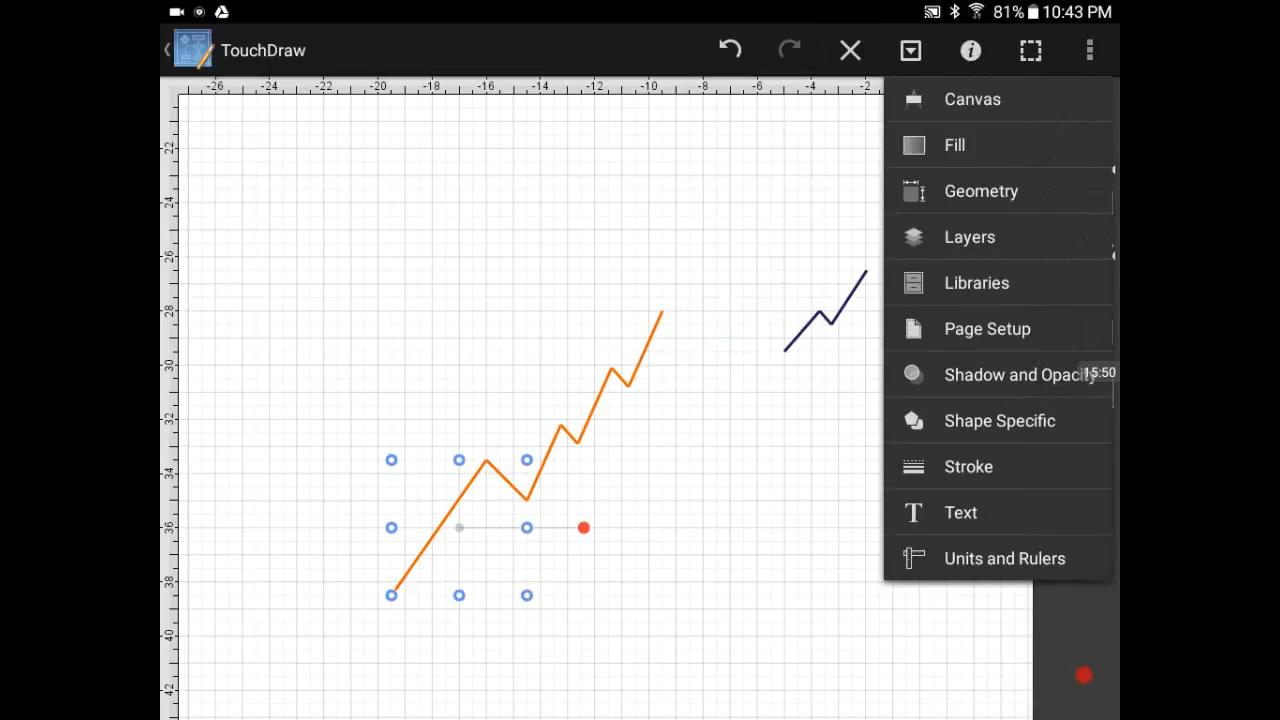 81% 10:43 PM
TouchDraw
-26 -24 -22 -20 -18 -16 -14 -12 -10 -8 -6 -4 -2
22
24
26
28
30
32
34
36
38
40
42
Canvas
Fill
Geometry
Layers
Libraries
Page Setup
Shadow and Opacity
15:50
Shape Specific
Stroke
T Text
Units and Rulers